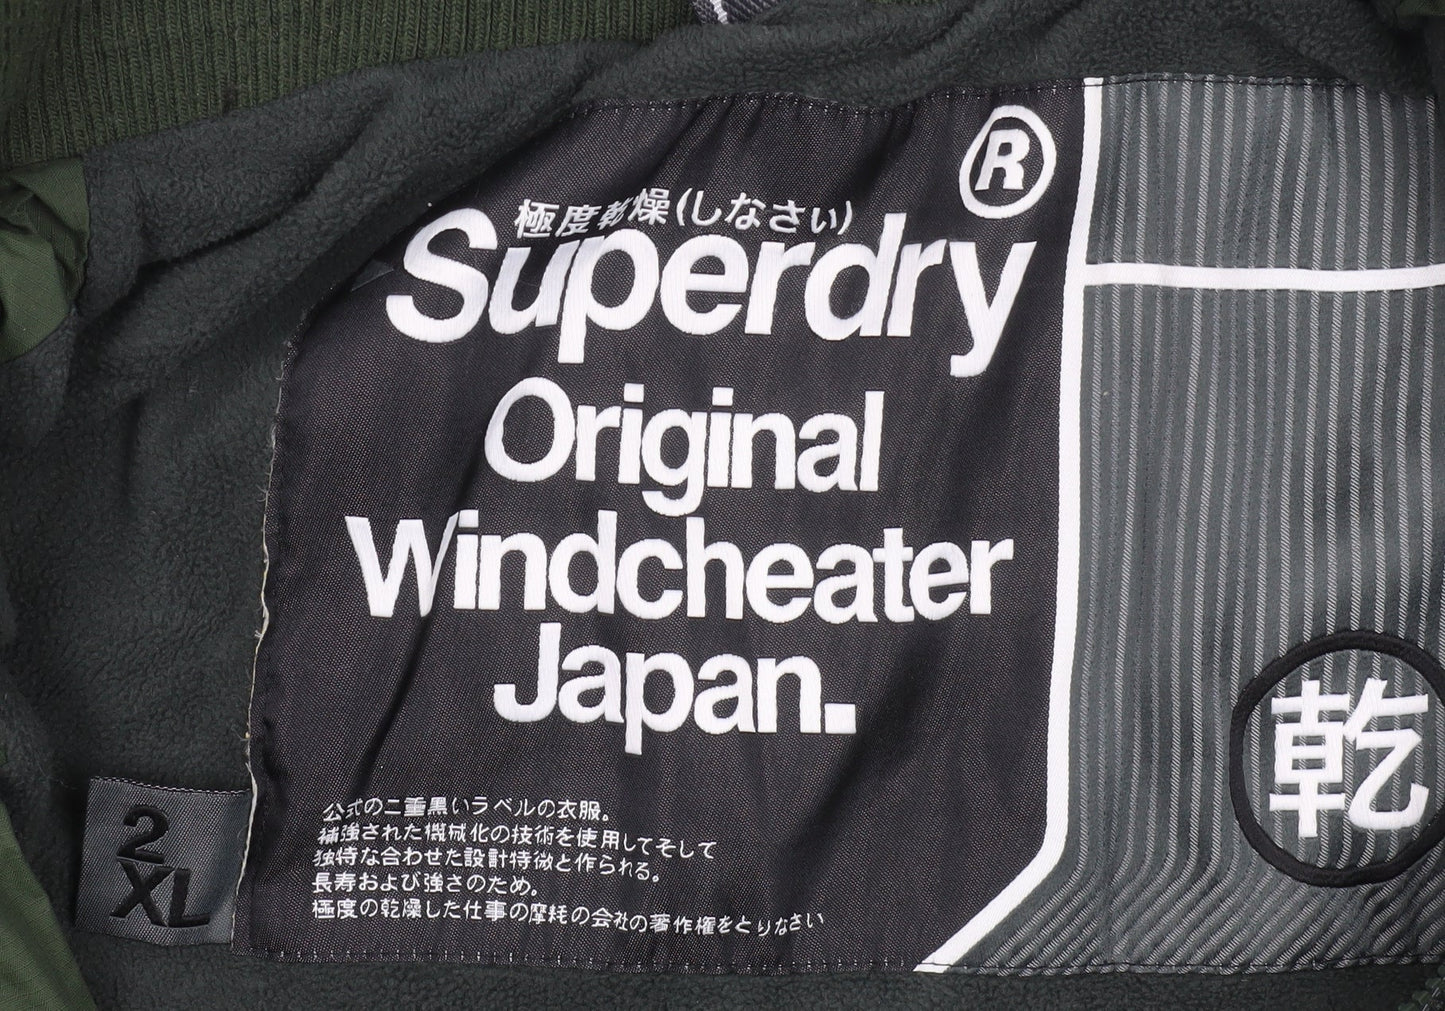 ®
極度乾燥(しなさい)
Superdry
Original
Windcheater
Japan.
公式の二重黒いラベルの衣服。
補強された機械化の技術を使用してそして
独特な合わせた設計特徴と作られる。
長寿および強さのため。
極度の乾燥した仕事の摩耗の会社の著作権をとりなさい
乾
2
XL